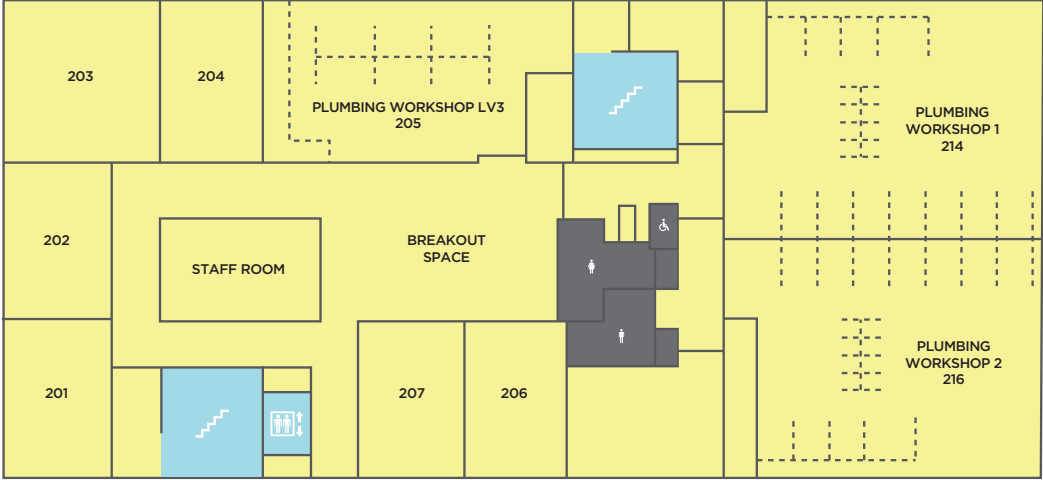 203
204
PLUMBING WORKSHOP LV3
205
PLUMBING
WORKSHOP 1
214
202
STAFF ROOM
BREAKOUT
SPACE
201
207
206
PLUMBING
WORKSHOP 2
216